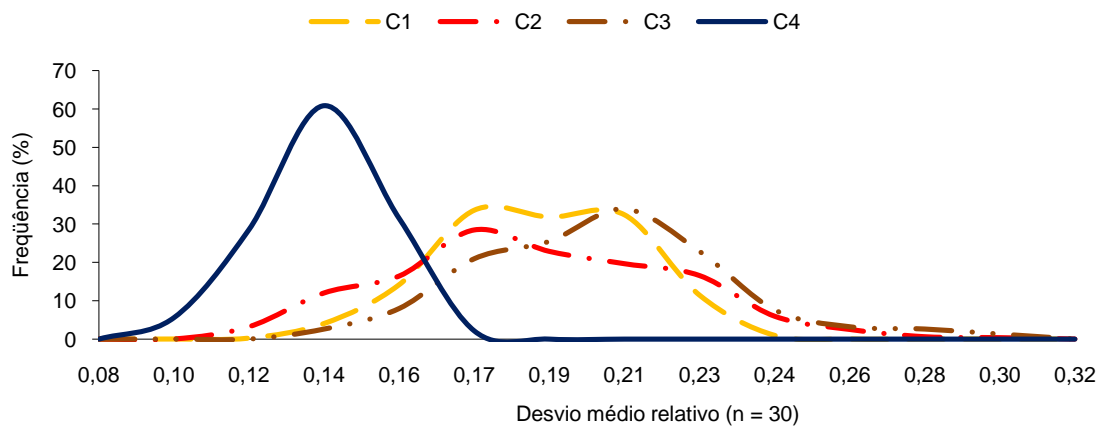 C1 C2 C3 C4
70
60
50
40
30
20
10
0
Freqüência (%)
0,08 0,10 0,12 0,14 0,16 0,17 0,19 0,21 0,23 0,24 0,26 0,28 0,30 0,32
Desvio médio relativo (n = 30)